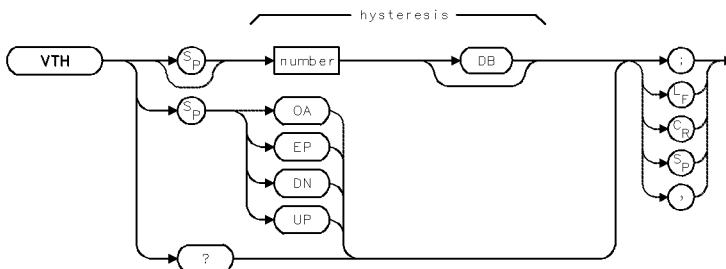 hysteresis
VTH
SP
number
DB
;
SP
OA
LF
EP
CR
DN
SP
UP
,
?